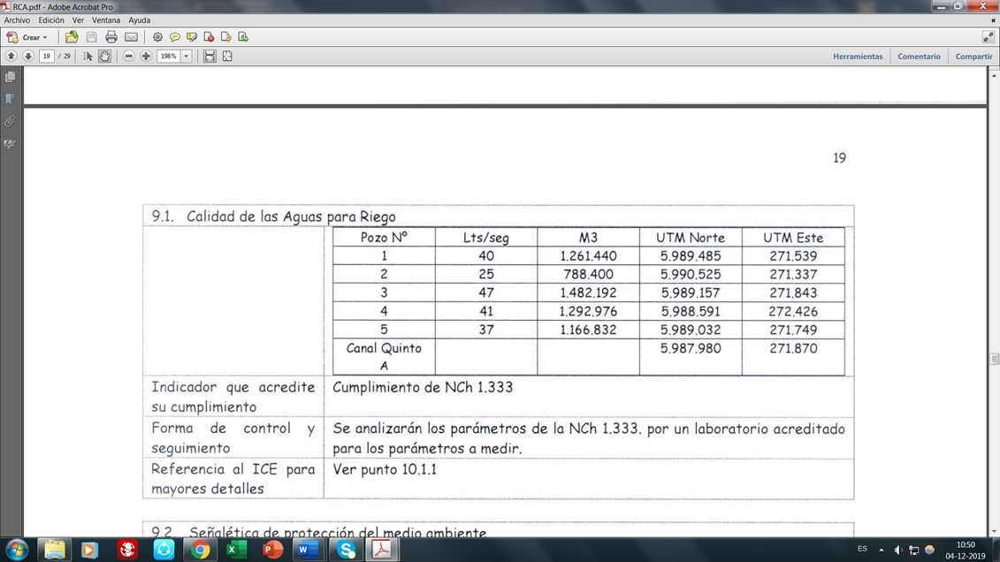 RCA.pdf - Adobe Acrobat Pro
Archivo Edición Ver Ventana Ayuda
Crear
19 / 29 198% Herramientas Comentario Compartir
19
9.1. Calidad de las Aguas para Riego
Pozo Nº Lts/seg M3 UTM Norte UTM Este
1 40 1.261.440 5.989.485 271.539
2 25 788.400 5.990.525 271.337
3 47 1.482.192 5.989.157 271.843
4 41 1.292.976 5.988.591 272.426
5 37 1.166.832 5.989.032 271.749
Canal Quinto 5.987.980 271.870
A
Indicador que acredite Cumplimiento de NCh 1.333
su cumplimiento
Forma de control y Se analizarán los parámetros de la NCh 1.333. por un laboratorio acreditado
seguimiento para los parámetros a medir.
Referencia al ICE para Ver punto 10.1.1
mayores detalles
9.2. Señalética de protección del medio ambiente
ES 10:50
04-12-2019